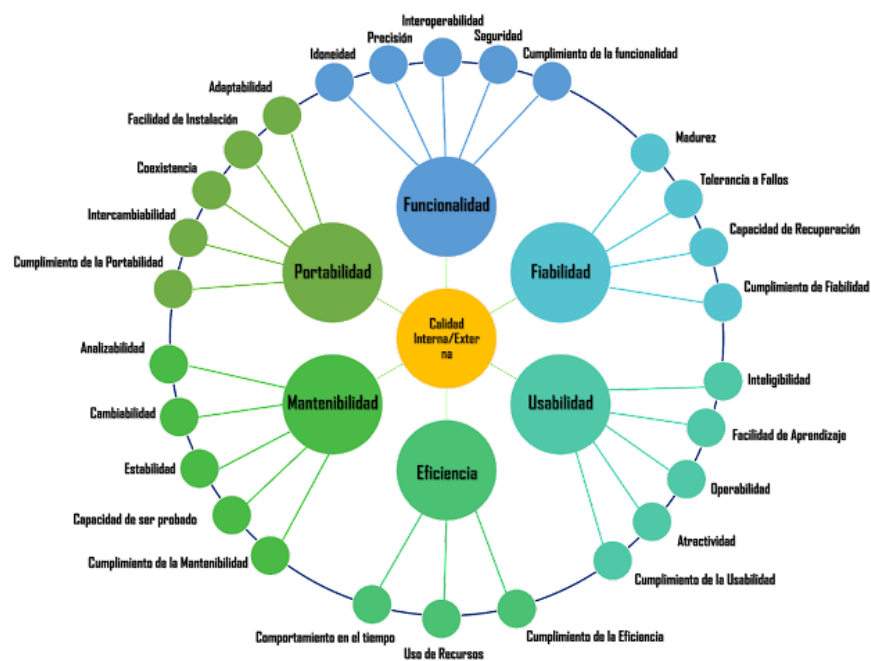 Interoperabilidad
Precisión
Seguridad
Idoneidad
Cumplimiento de la funcionalidad
Adaptabilidad
Facilidad de Instalación
Coexistencia
Intercambiabilidad
Cumplimiento de la Portabilidad
Madurez
Tolerancia a Fallos
Capacidad de Recuperación
Cumplimiento de Fiabilidad
Funcionalidad
Portabilidad
Fiabilidad
Calidad
Interna/Exter
na
Mantenibilidad
Usabilidad
Eficiencia
Analizabilidad
Cambiabilidad
Estabilidad
Capacidad de ser probado
Cumplimiento de la Mantenibilidad
Inteligibilidad
Facilidad de Aprendizaje
Operabilidad
Atractividad
Cumplimiento de la Usabilidad
Comportamiento en el tiempo
Uso de Recursos
Cumplimiento de la Eficiencia